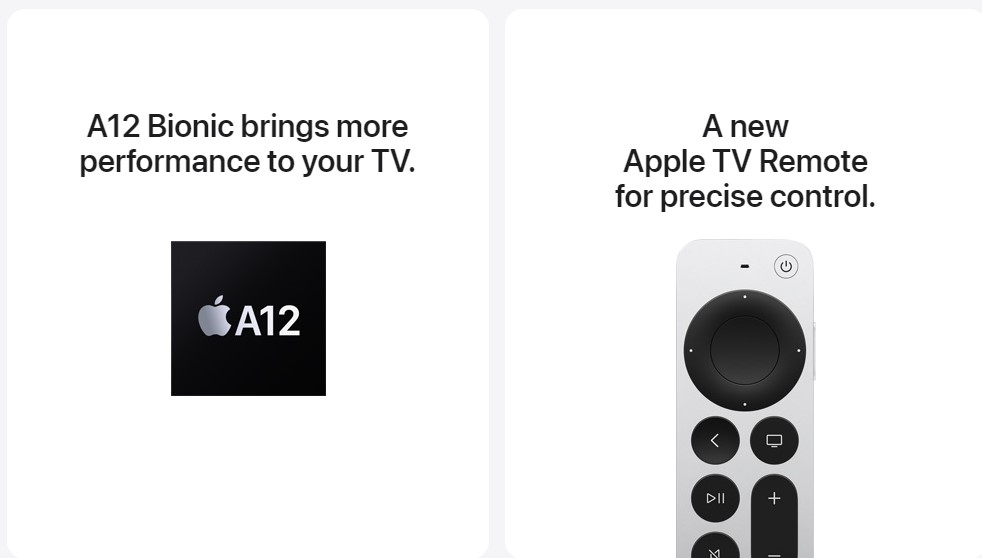 A12 Bionic brings more
performance to your TV.
A12
A new
Apple TV Remote
for precise control.